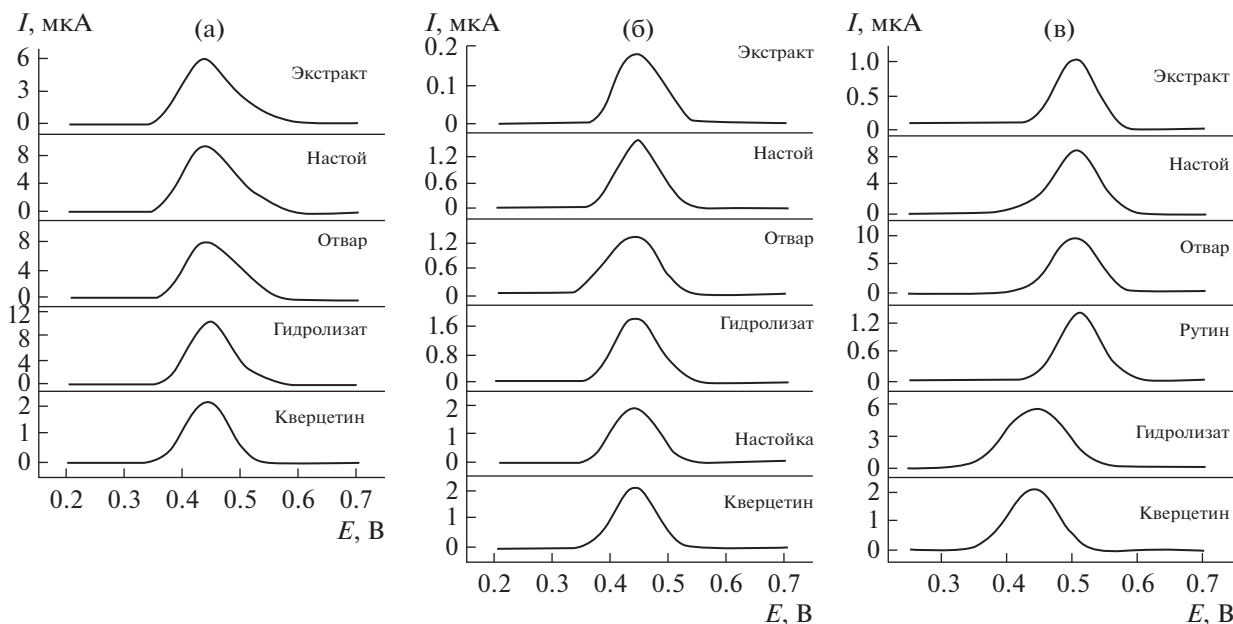 I, мкА (а)
6
Экстракт
3
0
8
Настой
4
0
8
Отвар
4
0
12
Гидролизат
8
4
0
2
Кверцетин
1
0
0.2 0.3 0.4 0.5 0.6 0.7
E, В
I, мкА (б)
0.2
Экстракт
0.1
0
1.2
Настой
0.6
0
1.2
Отвар
0.6
0
1.6
Гидролизат
0.8
0
2
Настойка
1
0
2
Кверцетин
1
0
0.2 0.3 0.4 0.5 0.6 0.7
E, В
I, мкА (в)
1.0
Экстракт
0.5
0
8
Настой
4
0
10
Отвар
5
0
1.2
Рутин
0.6
0
6
Гидролизат
3
0
2
Кверцетин
1
0
0.3 0.4 0.5 0.6 0.7
E, В